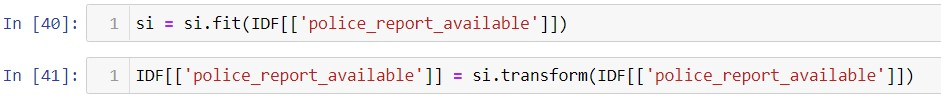 In [40]: 1 si = si.fit(IDF[['police_report_available']])
In [41]: 1 IDF[['police_report_available']] = si.transform(IDF[['police_report_available']])